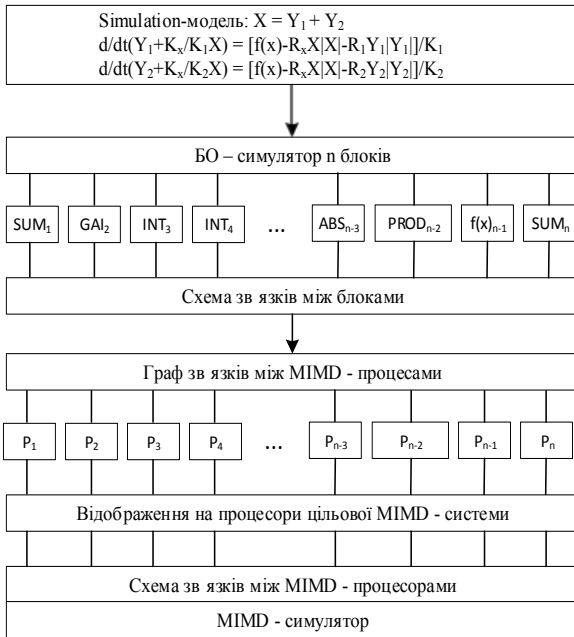 Simulation-модель: X = Y₁ + Y₂
d/dt(Y₁+Kₓ/K₁X) = [f(x)-RₓX|X|-R₁Y₁|Y₁|]/K₁
d/dt(Y₂+Kₓ/K₂X) = [f(x)-RₓX|X|-R₂Y₂|Y₂|]/K₂
БО – симулятор n блоків
SUM₁ GAI₂ INT₃ INT₄ ... ABSₙ₋₃ PRODₙ₋₂ f(x)ₙ₋₁ SUMₙ
Схема зв язків між блоками
Граф зв язків між MIMD - процесами
P₁ P₂ P₃ P₄ ... Pₙ₋₃ Pₙ₋₂ Pₙ₋₁ Pₙ
Відображення на процесори цільової MIMD - системи
Схема зв язків між MIMD - процесорами
MIMD - симулятор